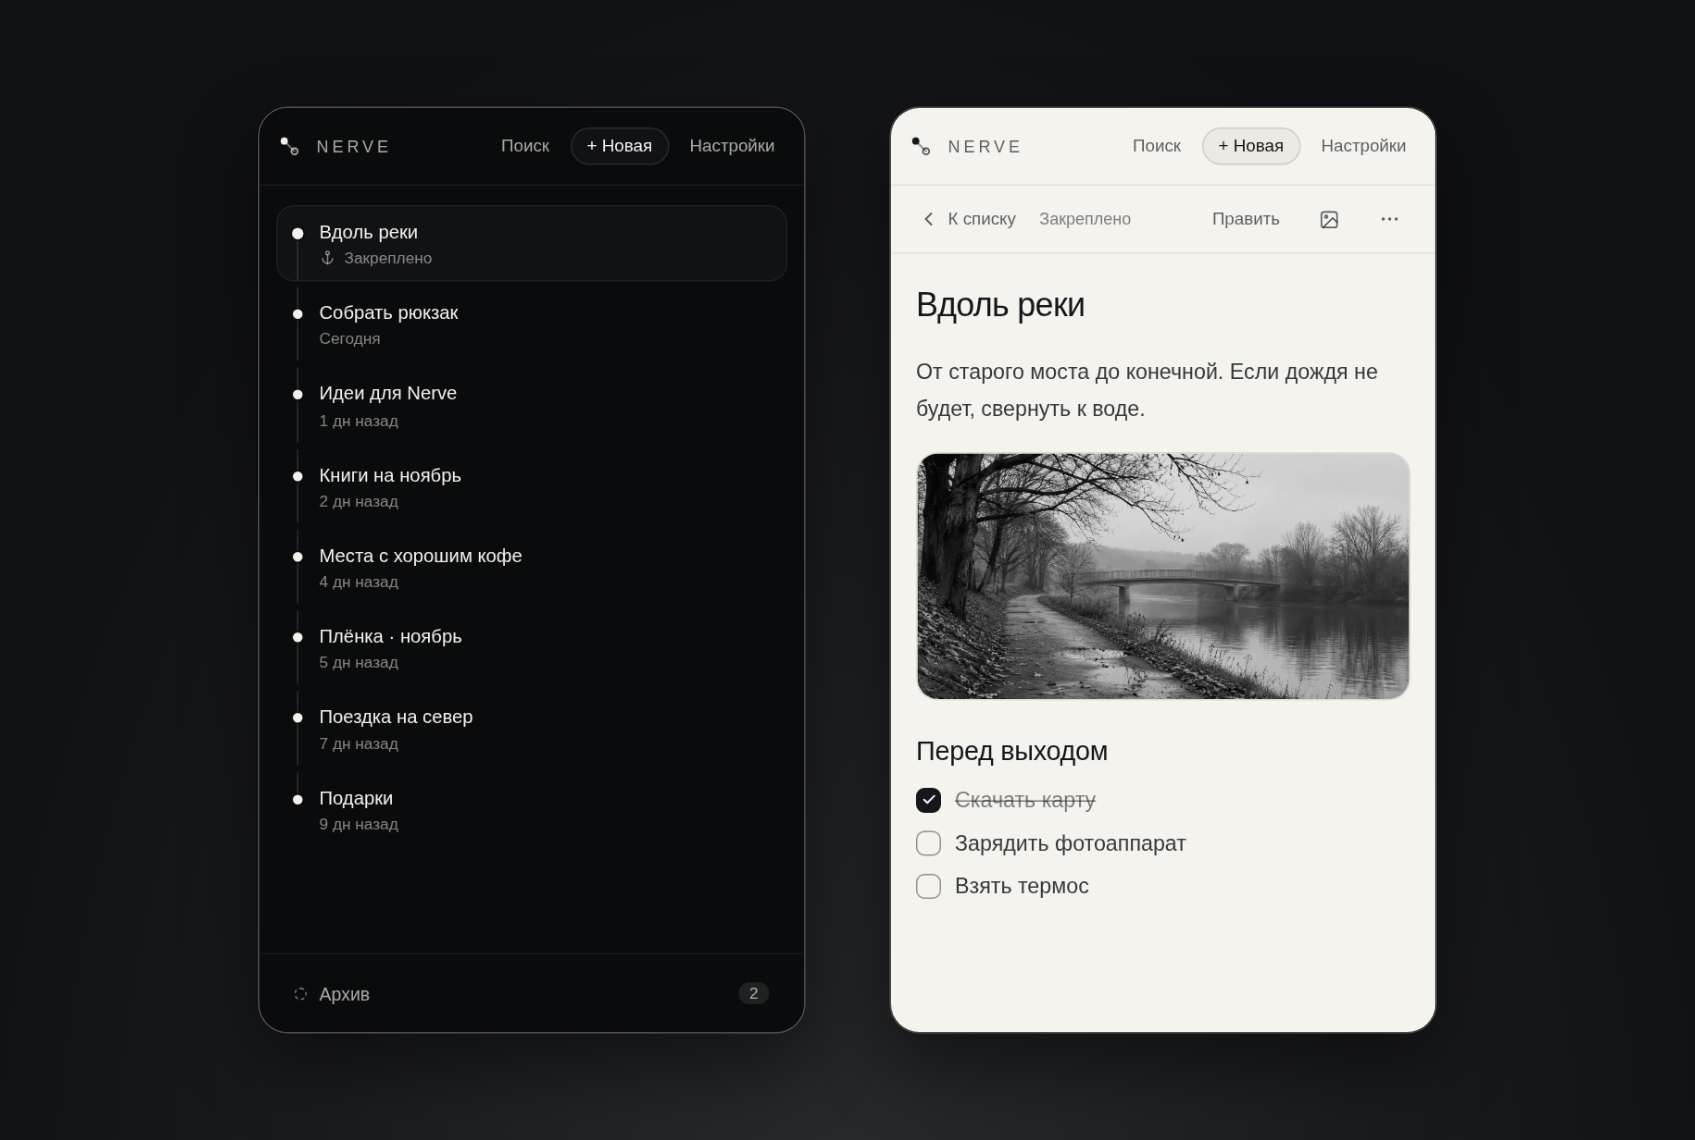 NERVE
Поиск
+ Новая
Настройки
Вдоль реки
Закреплено
Собрать рюкзак
Сегодня
Идеи для Nerve
1 дн назад
Книги на ноябрь
2 дн назад
Места с хорошим кофе
4 дн назад
Плёнка · ноябрь
5 дн назад
Поездка на север
7 дн назад
Подарки
9 дн назад
Архив
2
NERVE
Поиск
+ Новая
Настройки
К списку
Закреплено
Править
Вдоль реки
От старого моста до конечной. Если дождя не
будет, свернуть к воде.
Перед выходом
Скачать карту
Зарядить фотоаппарат
Взять термос